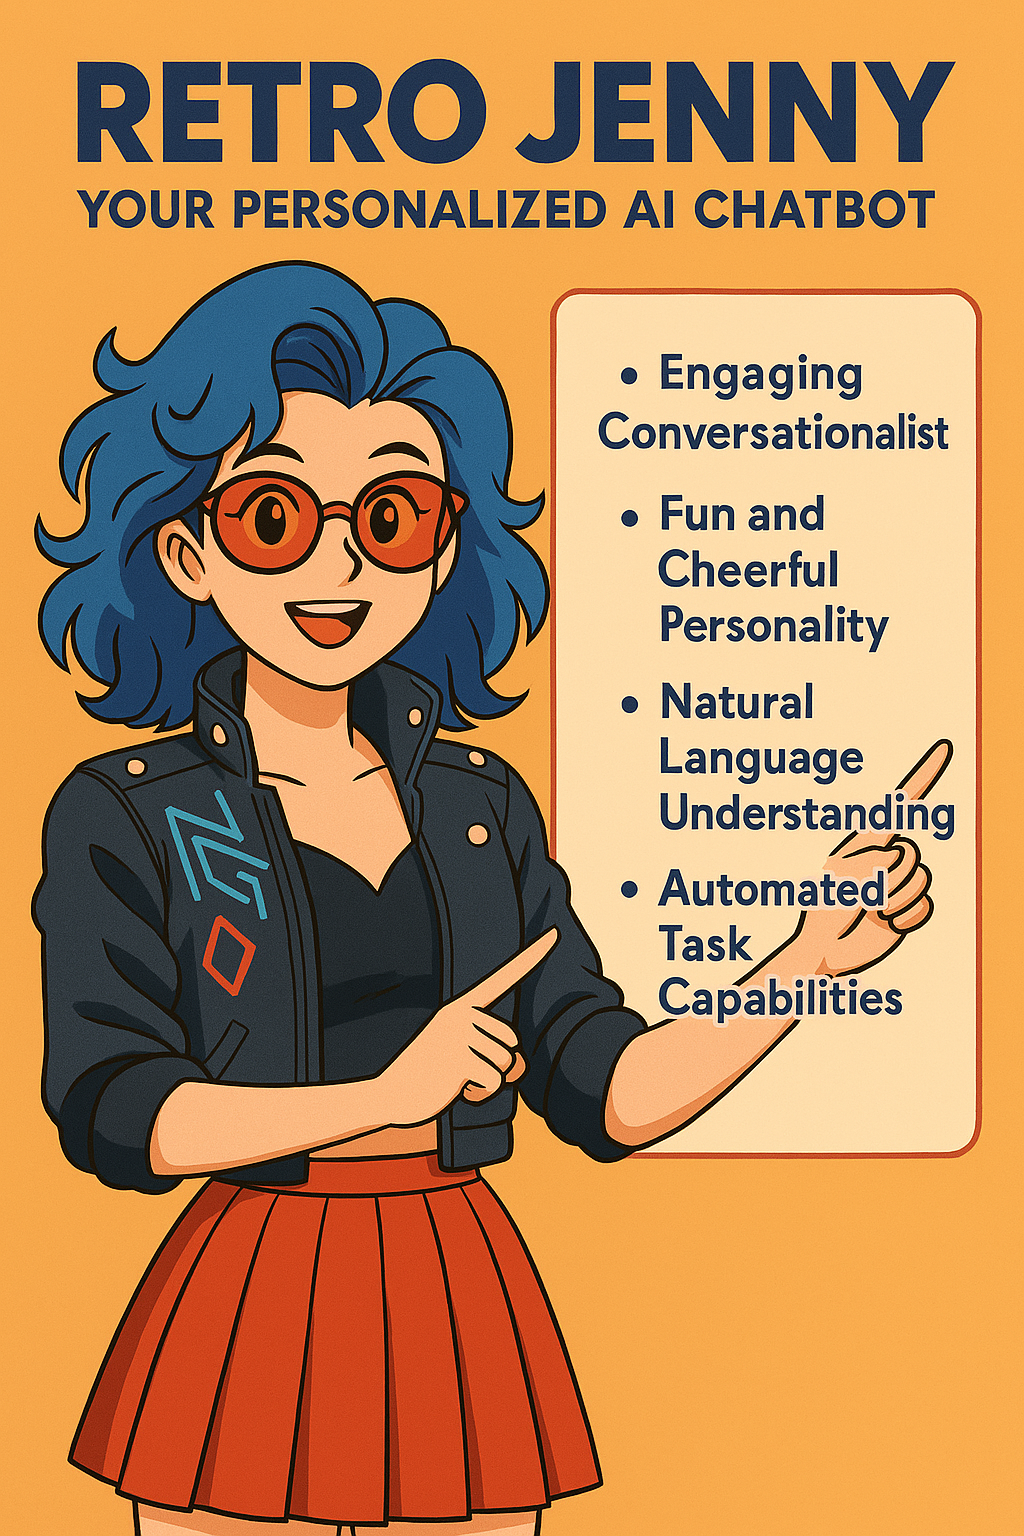 RETRO JENNY
YOUR PERSONALIZED AI CHATBOT
• Engaging
Conversationalist
• Fun and
Cheerful
Personality
• Natural
Language
Understanding
• Automated
Task
Capabilities